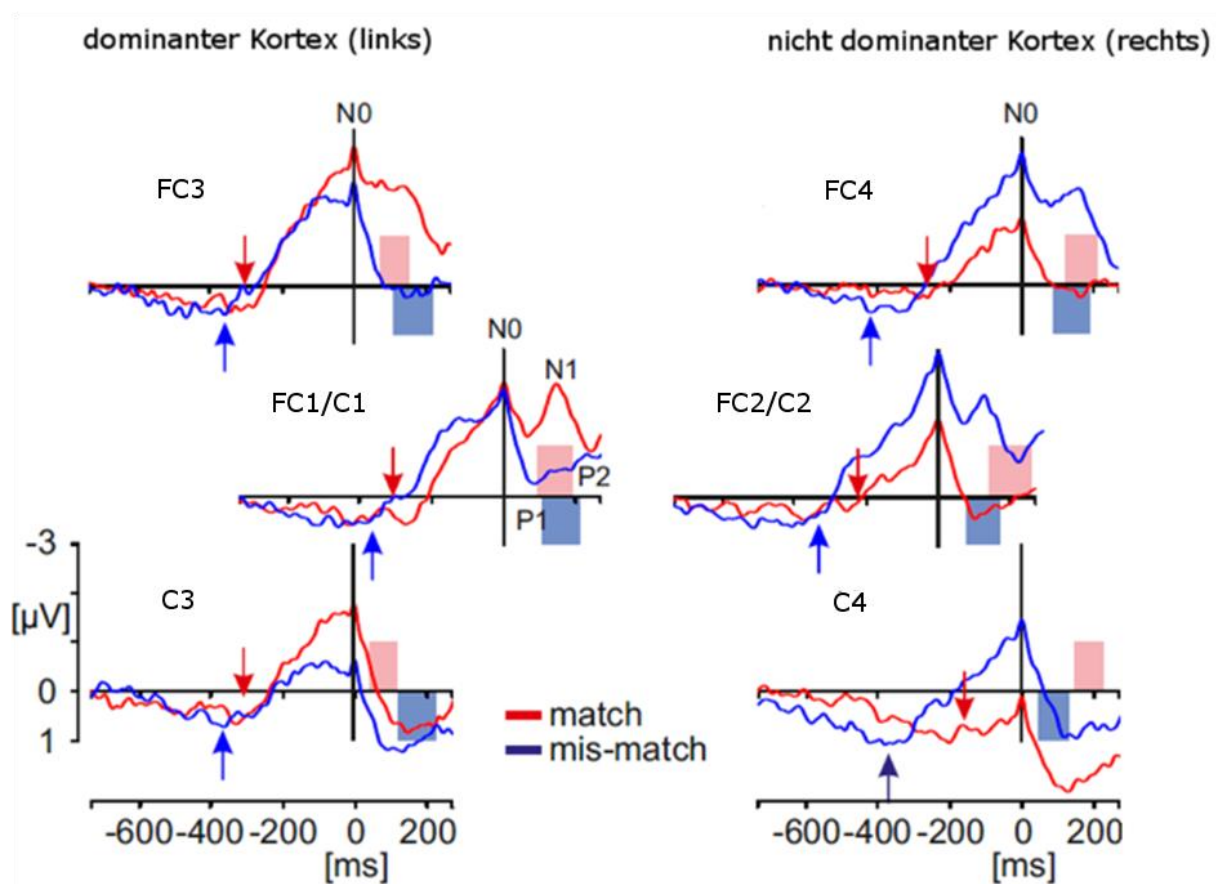 dominanter Kortex (links)
nicht dominanter Kortex (rechts)
N0
FC3
N0
FC4
N0
N1
FC1/C1
P1
P2
FC2/C2
-3
[µV]
0
1
C3
C4
match
mis-match
-600 -400 -200 0 200
[ms]
-600 -400 -200 0 200
[ms]